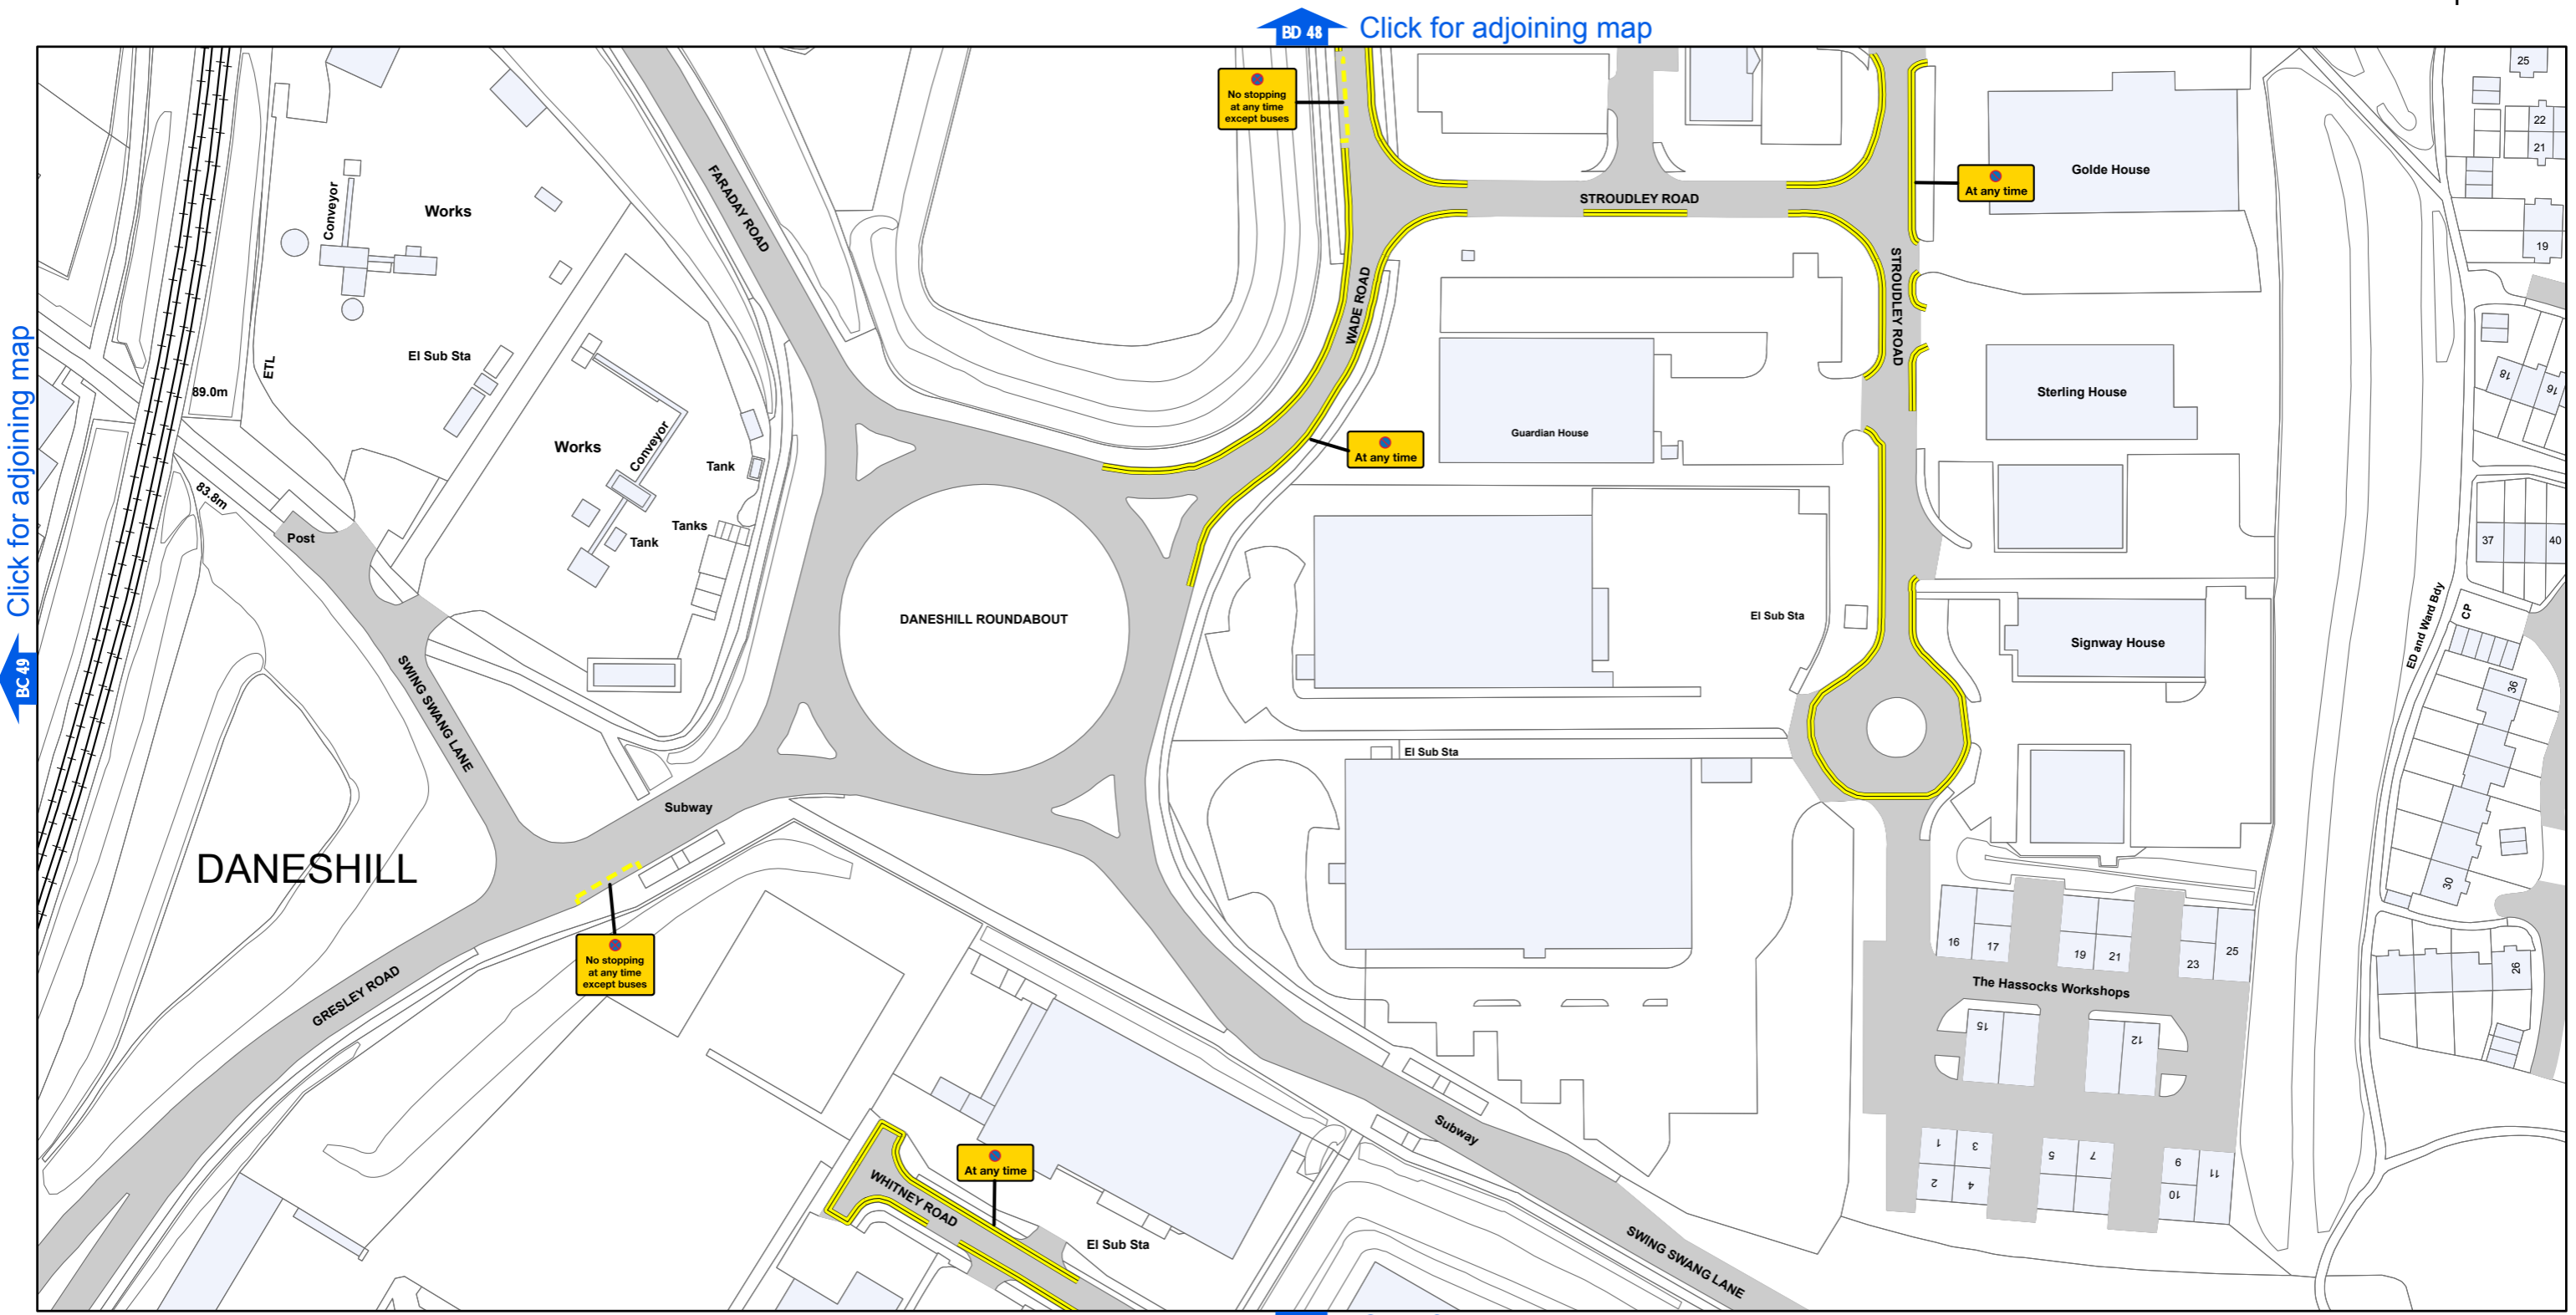 BD 48
Click for adjoining map
No stopping
at any time
except buses
25
22
21
19
Golde House
At any time
STROUDLEY ROAD
FARADAY ROAD
Conveyor
Works
WADE ROAD
STROUDLEY ROAD
El Sub Sta
ETL
89.0m
Click for adjoining map
BC 49
Sterling House
18
16
Guardian House
At any time
Works
Conveyor
Tank
83.8m
Post
Tanks
Tank
37
40
ED and Ward Bdy
CP
DANESHILL ROUNDABOUT
El Sub Sta
Signway House
36
SWING SWANG LANE
El Sub Sta
Subway
DANESHILL
30
No stopping
at any time
except buses
GRESLEY ROAD
16
17
19
21
23
25
26
The Hassocks Workshops
15
12
Subway
At any time
WHITNEY ROAD
El Sub Sta
1
3
2
4
5
7
9
10
11
SWING SWANG LANE